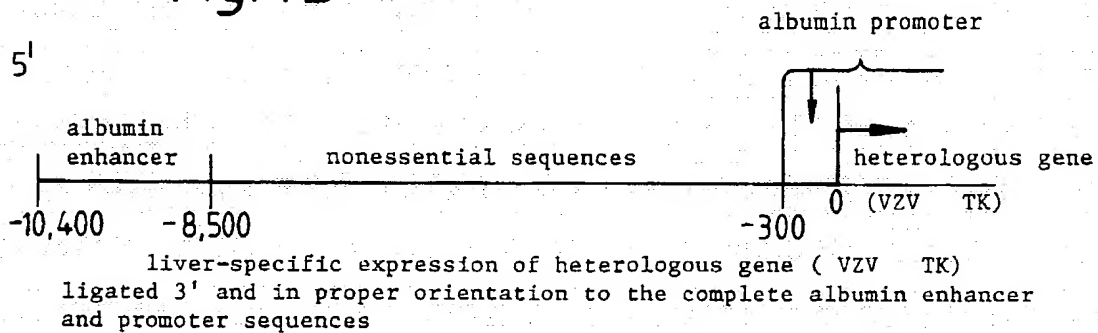 albumin promoter
5'
albumin
enhancer
nonessential sequences
heterologous gene
-10,400
-8,500
-300
0
(VZV TK)
liver-specific expression of heterologous gene ( VZV TK)
ligated 3' and in proper orientation to the complete albumin enhancer
and promoter sequences